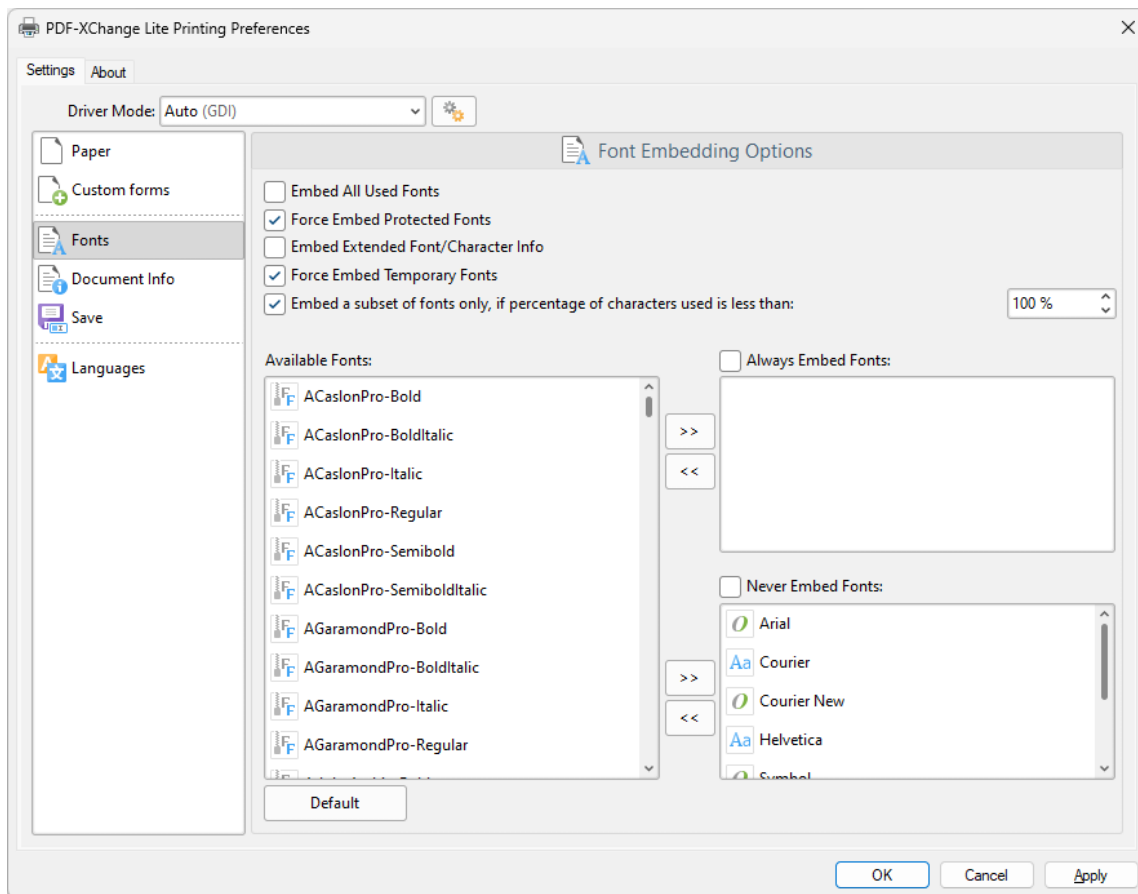 PDF-XChange Lite Printing Preferences
Settings About
Driver Mode: Auto (GDI)
Paper
Custom forms
Fonts
Document Info
Save
Languages
Font Embedding Options
Embed All Used Fonts
Force Embed Protected Fonts
Embed Extended Font/Character Info
Force Embed Temporary Fonts
Embed a subset of fonts only, if percentage of characters used is less than: 100 %
Available Fonts:
ACaslonPro-Bold
ACaslonPro-BoldItalic
ACaslonPro-Italic
ACaslonPro-Regular
ACaslonPro-Semibold
ACaslonPro-SemiboldItalic
AGaramondPro-Bold
AGaramondPro-BoldItalic
AGaramondPro-Italic
AGaramondPro-Regular
Default
>>
<<
Always Embed Fonts:
>>
<<
Never Embed Fonts:
Arial
Courier
Courier New
Helvetica
Symbol
OK Cancel Apply